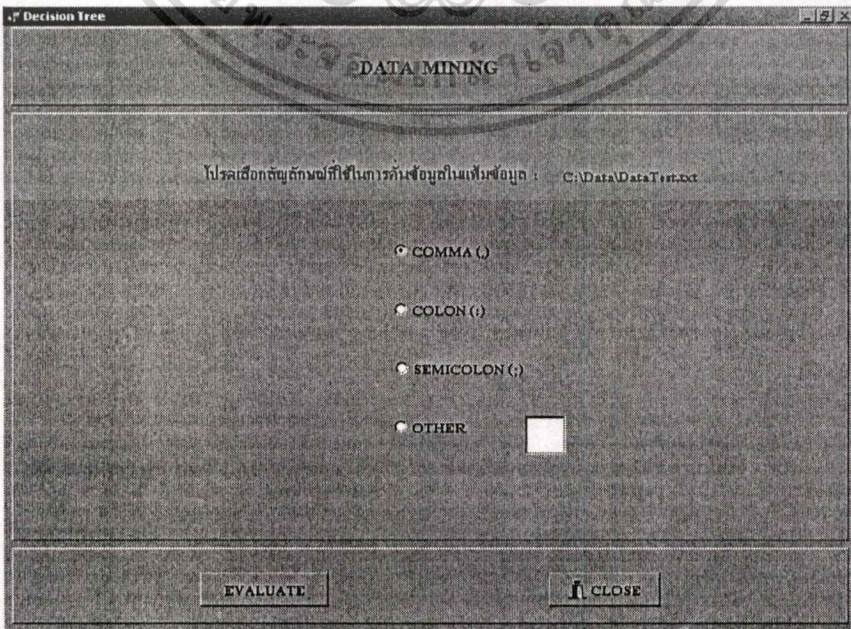 Decision Tree
DATA MINING
โปรดเลือกสัญลักษณ์ที่ใช้ในการคั่นข้อมูลในแฟ้มข้อมูล : C:\Data\DataTest.txt
COMMA (,)
COLON (:)
SEMICOLON (;)
OTHER
EVALUATE
CLOSE